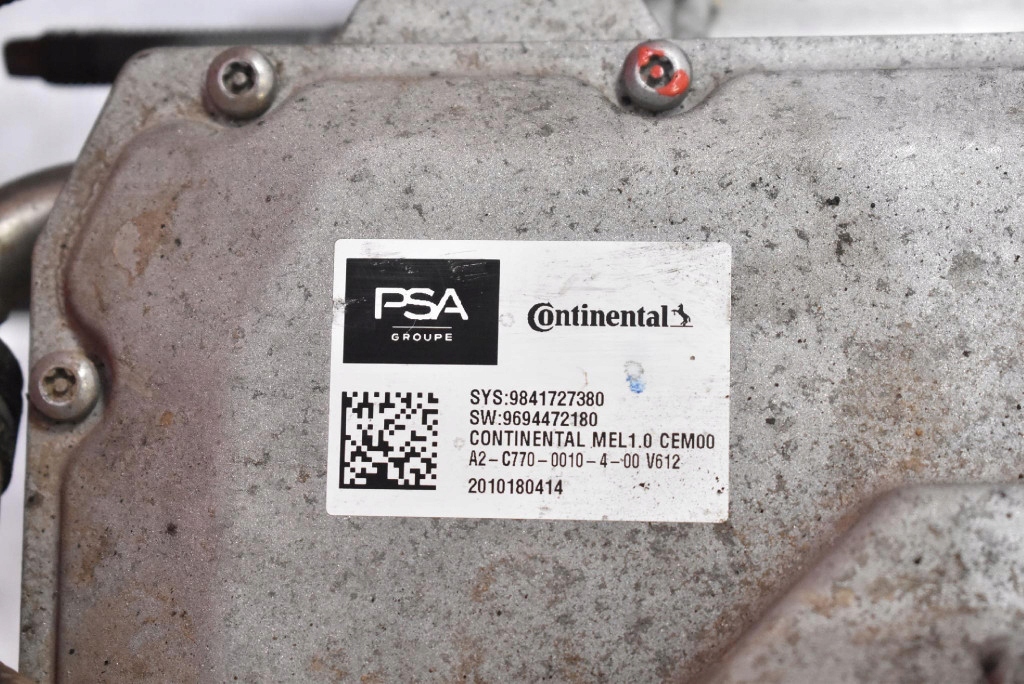 PSA
GROUPE
Continental
SYS:9841727380
SW:9694472180
CONTINENTAL MEL1.0 CEM00
A2-C770-0010-4-00 V612
2010180414